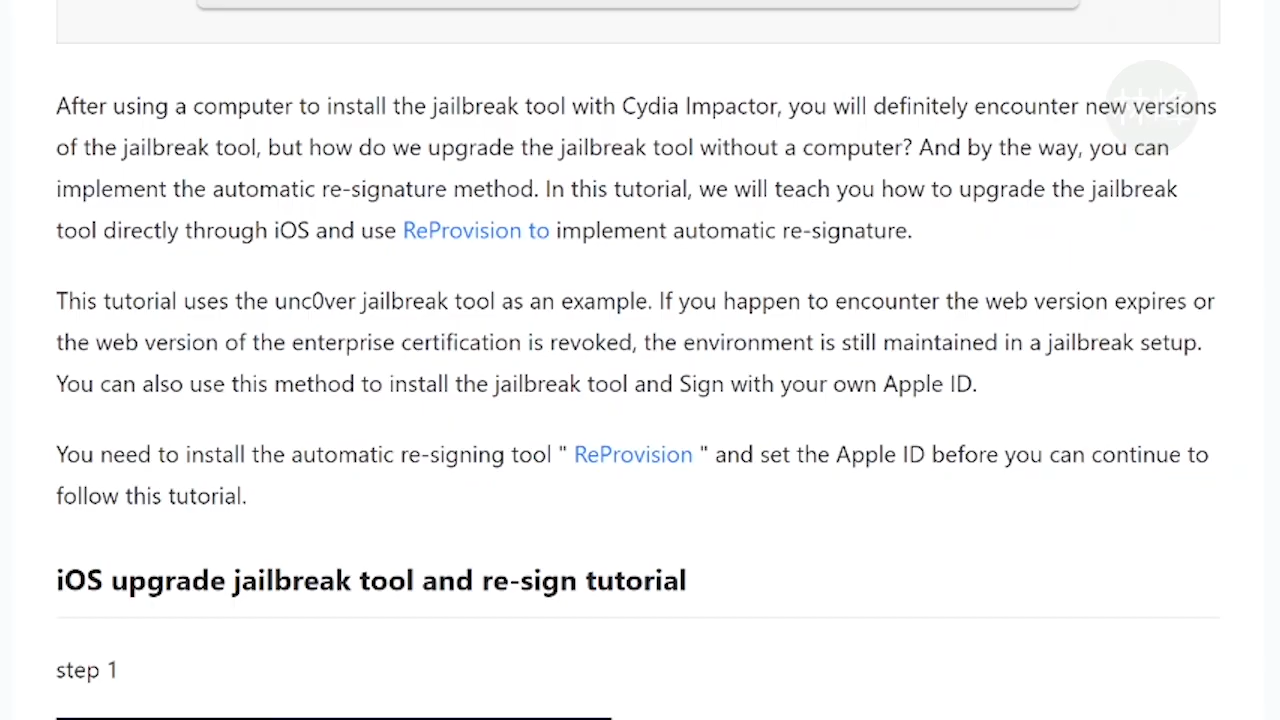 After using a computer to install the jailbreak tool with Cydia Impactor, you will definitely encounter new versions
of the jailbreak tool, but how do we upgrade the jailbreak tool without a computer? And by the way, you can
implement the automatic re-signature method. In this tutorial, we will teach you how to upgrade the jailbreak
tool directly through iOS and use ReProvision to implement automatic re-signature.
This tutorial uses the unc0ver jailbreak tool as an example. If you happen to encounter the web version expires or
the web version of the enterprise certification is revoked, the environment is still maintained in a jailbreak setup.
You can also use this method to install the jailbreak tool and Sign with your own Apple ID.
You need to install the automatic re-signing tool " ReProvision " and set the Apple ID before you can continue to
follow this tutorial.
iOS upgrade jailbreak tool and re-sign tutorial
step 1
林峰